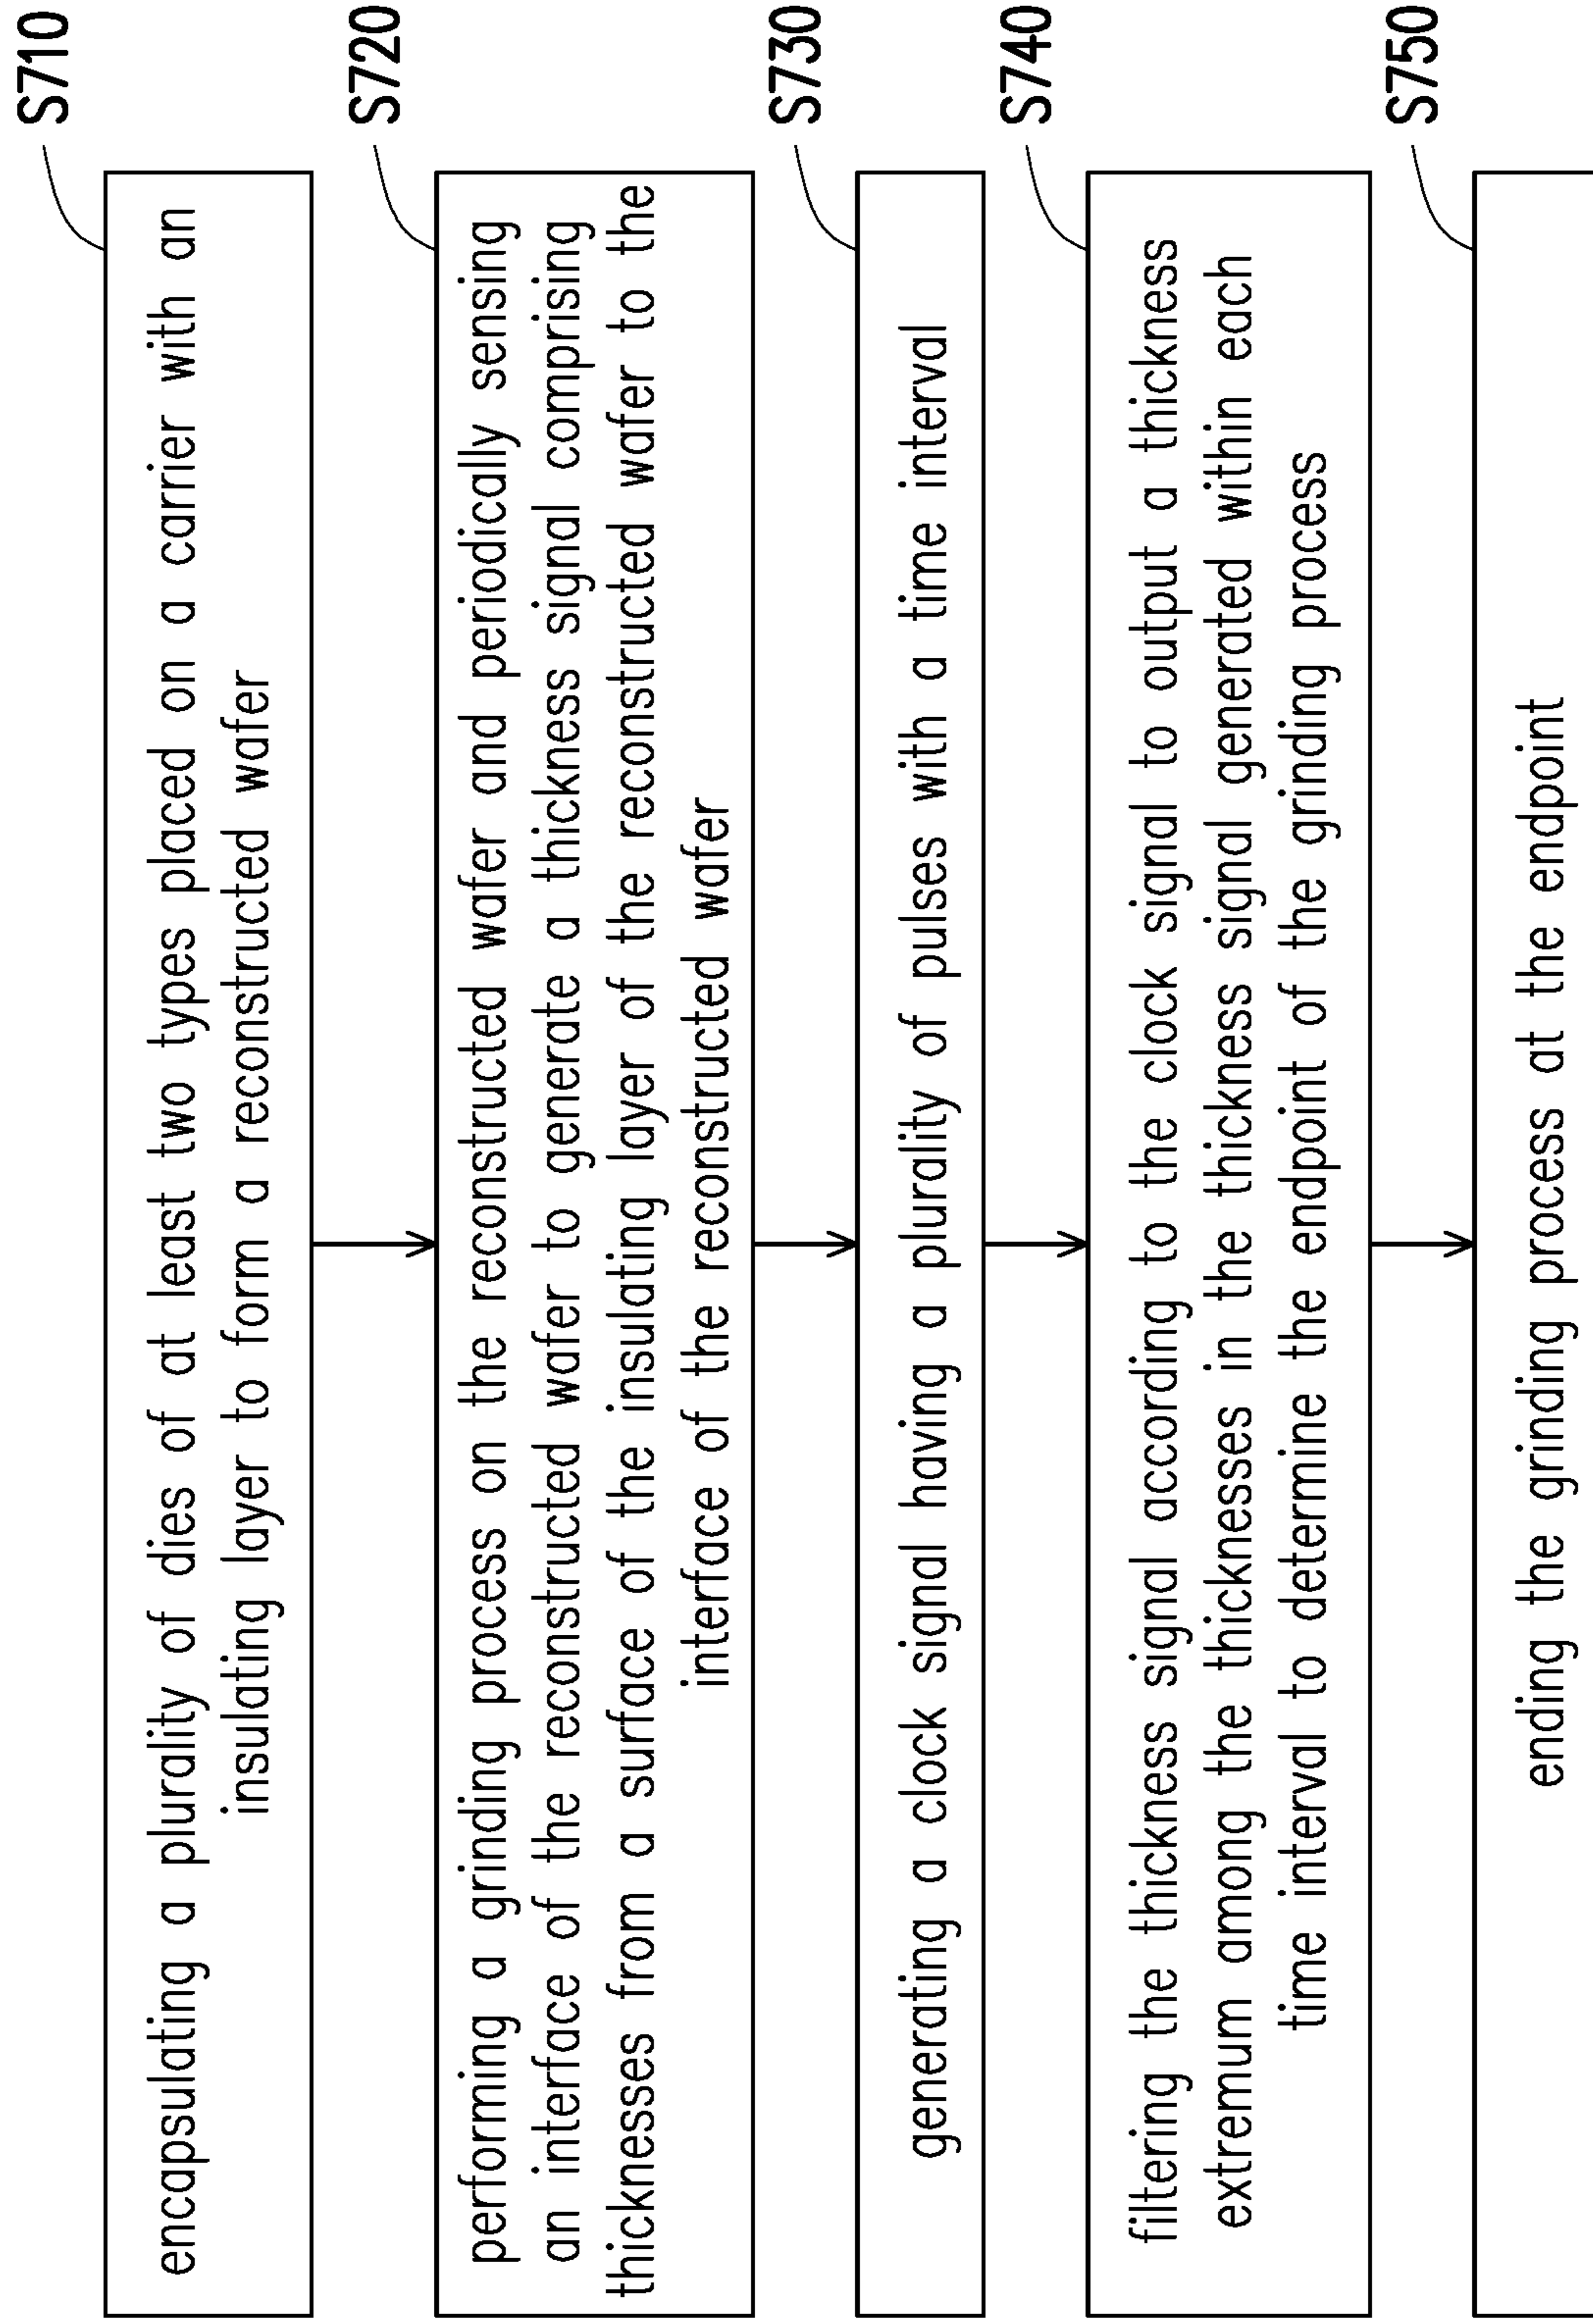 S710
encapsulating a plurality of dies of at least two types placed on a carrier with an
insulating layer to form a reconstructed wafer
S720
performing a grinding process on the reconstructed wafer and periodically sensing
an interface of the reconstructed wafer to generate a thickness signal comprising
thicknesses from a surface of the insulating layer of the reconstructed wafer to the
interface of the reconstructed wafer
S730
generating a clock signal having a plurality of pulses with a time interval
S740
filtering the thickness signal according to the clock signal to output a thickness
extremum among the thicknesses in the thickness signal generated within each
time interval to determine the endpoint of the grinding process
S750
ending the grinding process at the endpoint